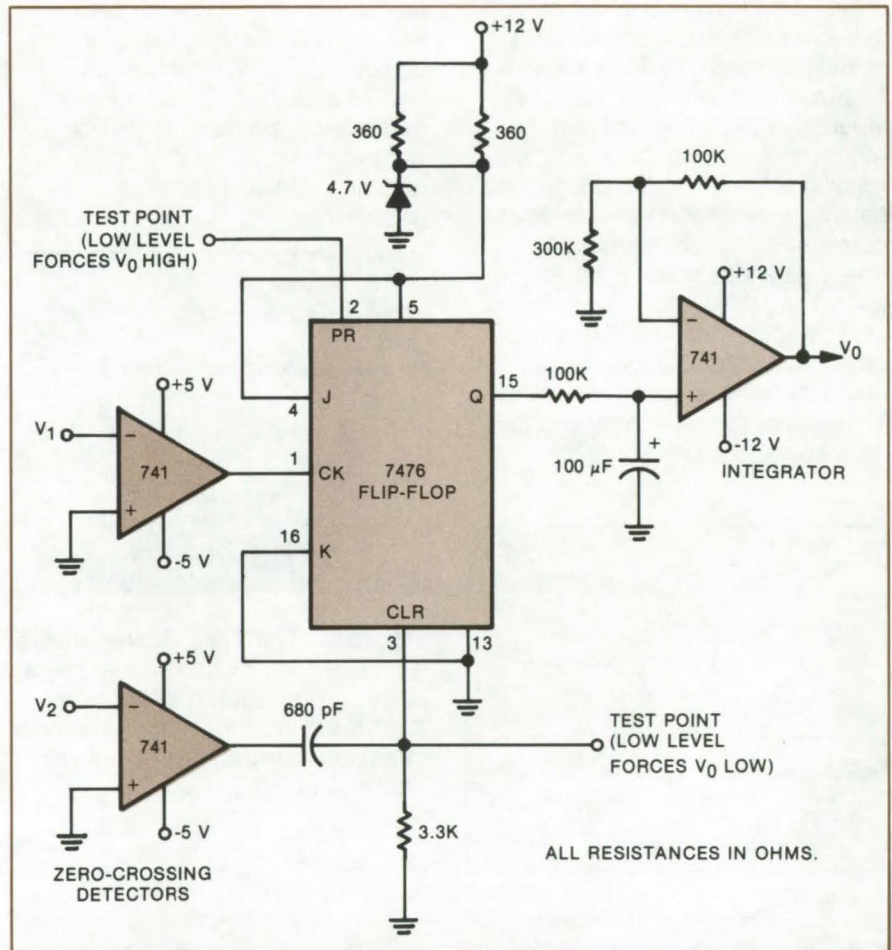 +12 V
360
360
100K
4.7 V
TEST POINT
(LOW LEVEL
FORCES V0 HIGH)
300K
+12 V
2
5
PR
741
V0
+5 V
J
Q
15
100K
4
V1
-12 V
741
1
CK
7476
FLIP-FLOP
+
100 µF
INTEGRATOR
-5 V
16
K
CLR
+5 V
3
13
V2
680 pF
TEST POINT
(LOW LEVEL
FORCES V0 LOW)
741
-5 V
3.3K
ZERO-CROSSING
DETECTORS
ALL RESISTANCES IN OHMS.